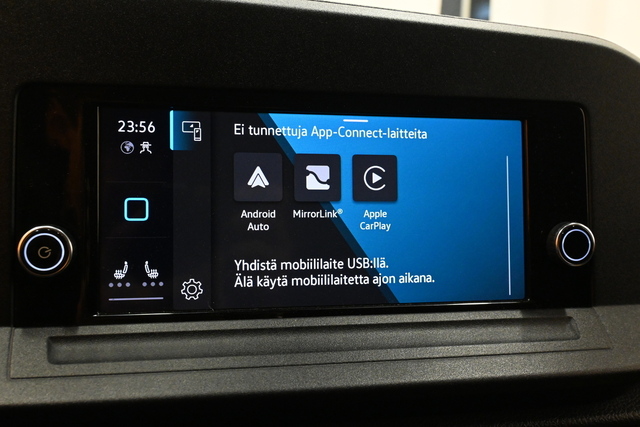 23:56
Ei tunnettuja App-Connect-laitteita
Android
Auto
MirrorLink®
Apple
CarPlay
Yhdistä mobiililaite USB:llä.
Älä käytä mobiililaitetta ajon aikana.